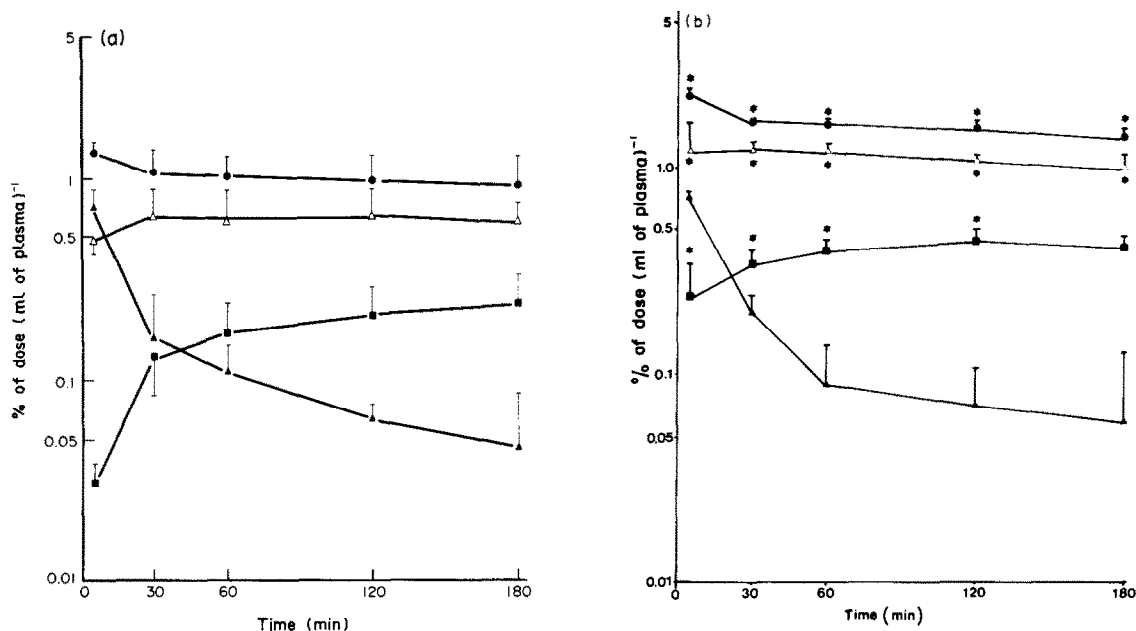 (a)
5
1
0.5
0.1
0.05
0.01
% of dose (ml of plasma)⁻¹
0 30 60 120 180
Time (min)
(b)
5
1.0
0.5
0.1
0.05
0.01
% of dose (ml of plasma)⁻¹
* * * * *
* * * * *
* * * *
0 30 60 120 180
Time (min)